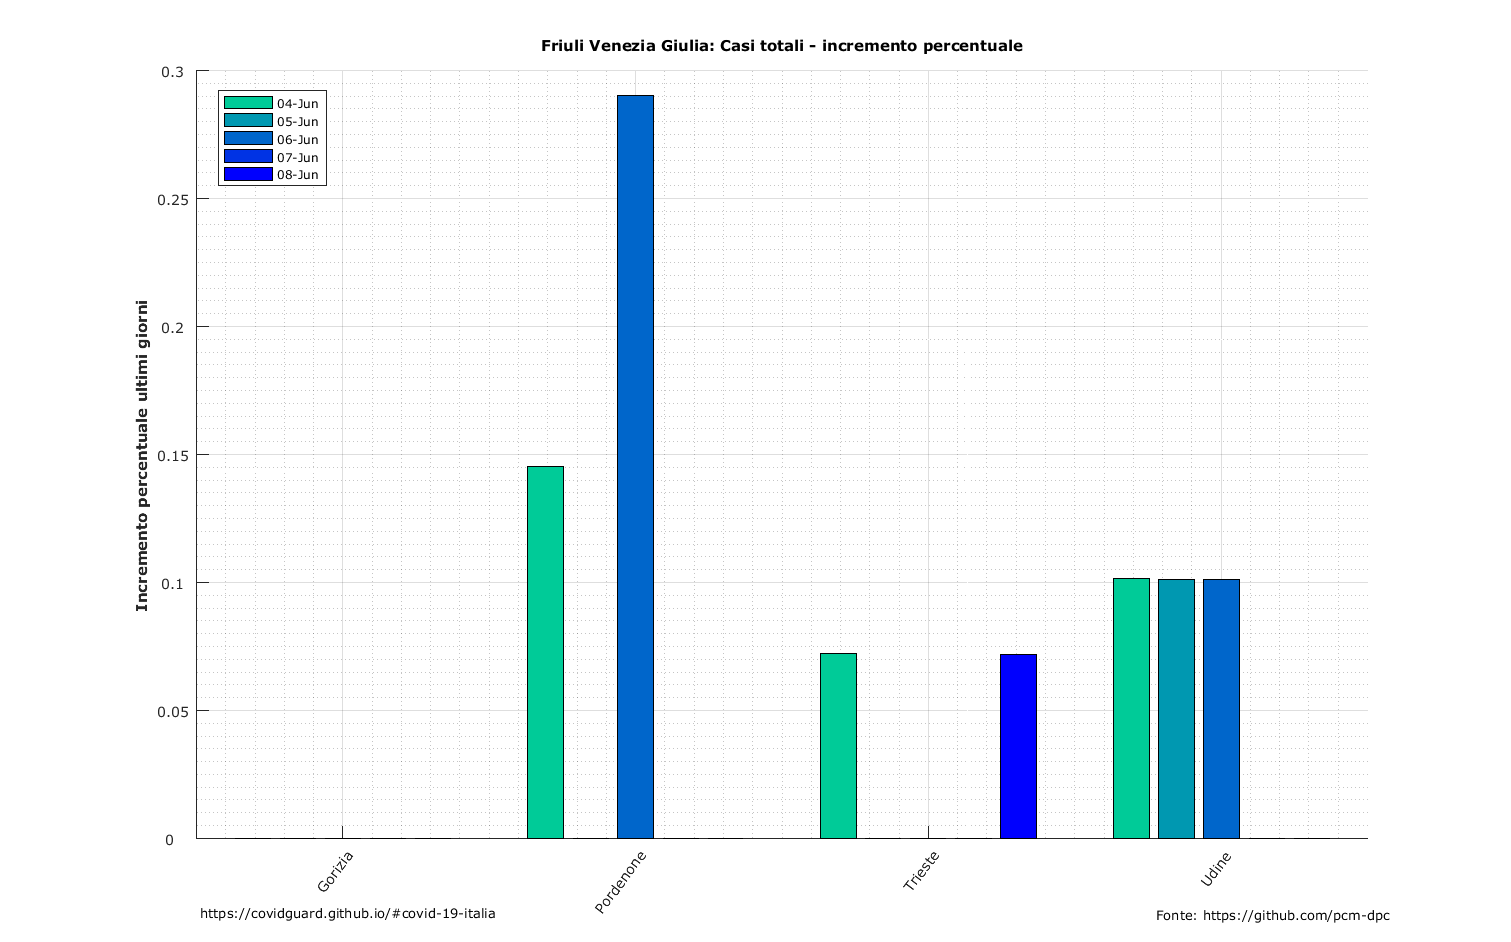 Friuli Venezia Giulia: Casi totali - incremento percentuale
0.3
0.25
0.2
0.15
0.1
0.05
0
Incremento percentuale ultimi giorni
04-Jun
05-Jun
06-Jun
07-Jun
08-Jun
Gorizia
Pordenone
Trieste
Udine
https://covidguard.github.io/#covid-19-italia
Fonte: https://github.com/pcm-dpc